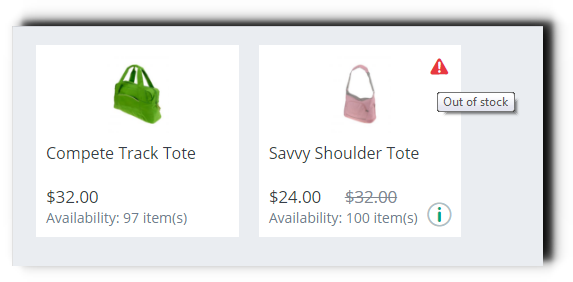 Out of stock
Compete Track Tote
Savvy Shoulder Tote
$32.00
$24.00 $32.00
Availability: 97 item(s)
Availability: 100 item(s)